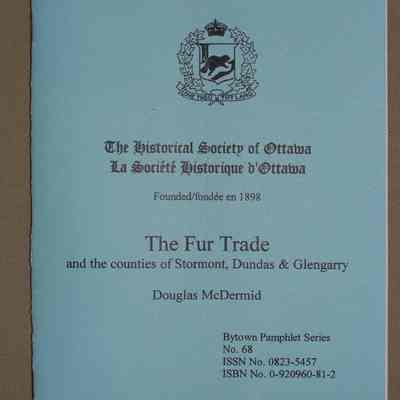 The Historical Society of Ottawa
La Société Historique d'Ottawa
Founded/fondée en 1898
The Fur Trade
and the counties of Stormont, Dundas & Glengarry
Douglas McDermid
Bytown Pamphlet Series
No. 68
ISSN No. 0823-5457
ISBN No. 0-920960-81-2